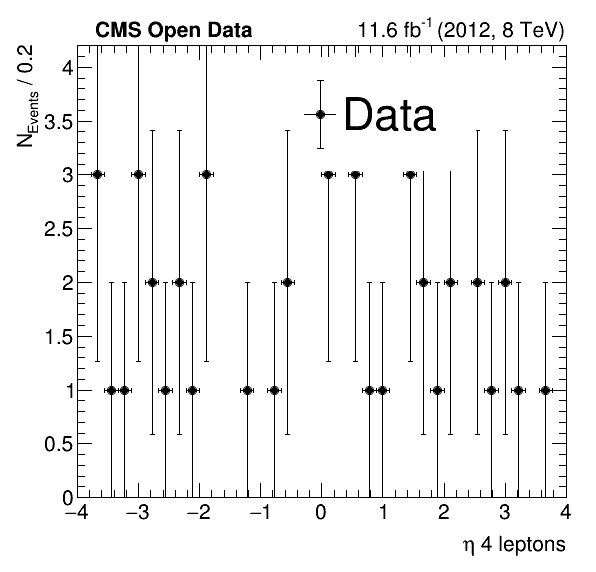 CMS Open Data 11.6 fb⁻¹ (2012, 8 TeV)
N_Events / 0.2
Data
4
3.5
3
2.5
2
1.5
1
0.5
0
−4 −3 −2 −1 0 1 2 3 4
η 4 leptons